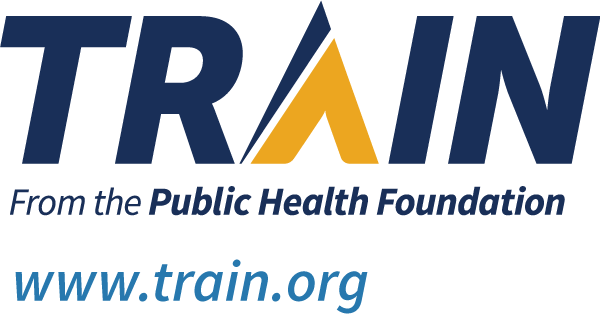 TRAIN
From the Public Health Foundation
www.train.org